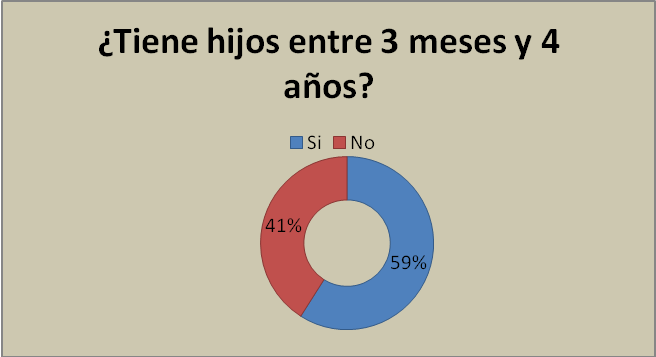 ¿Tiene hijos entre 3 meses y 4
años?
Si No
41%
59%